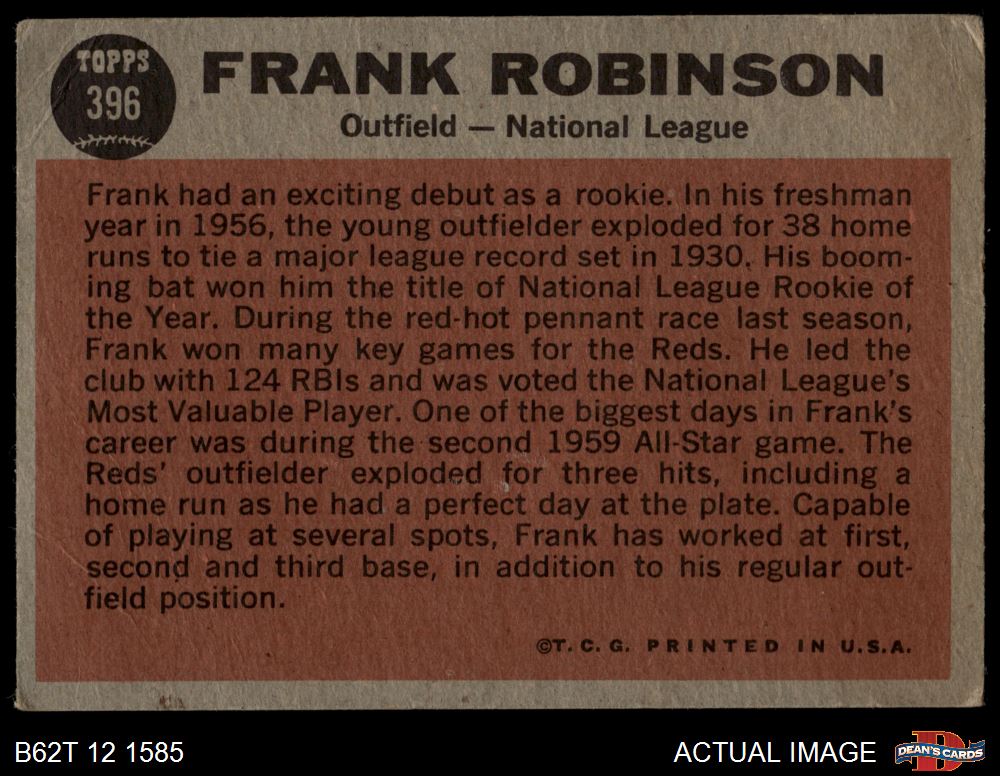 TOPPS
396
FRANK ROBINSON
Outfield — National League
Frank had an exciting debut as a rookie. In his freshman
year in 1956, the young outfielder exploded for 38 home
runs to tie a major league record set in 1930. His boom-
ing bat won him the title of National League Rookie of
the Year. During the red-hot pennant race last season,
Frank won many key games for the Reds. He led the
club with 124 RBIs and was voted the National League's
Most Valuable Player. One of the biggest days in Frank's
career was during the second 1959 All-Star game. The
Reds' outfielder exploded for three hits, including a
home run as he had a perfect day at the plate. Capable
of playing at several spots, Frank has worked at first,
second and third base, in addition to his regular out-
field position.
©T. C. G. PRINTED IN U.S.A.
B62T 12 1585
ACTUAL IMAGE
DEAN'S CARDS